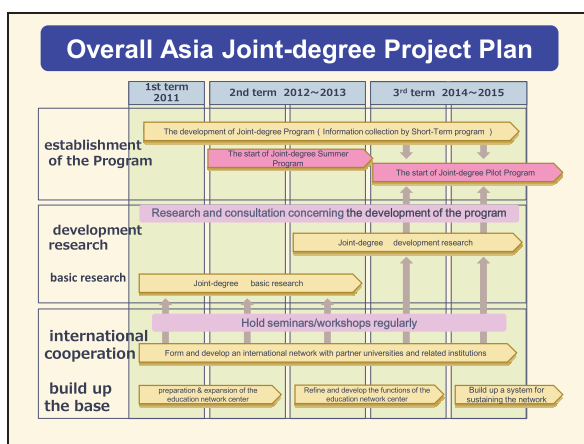 Overall Asia Joint-degree Project Plan
1st term
2011
2nd term 2012～2013
3rd term 2014～2015
establishment
of the Program
The development of Joint-degree Program ( Information collection by Short-Term program )
The start of Joint-degree Summer
Program
The start of Joint-degree Pilot Program
Research and consultation concerning the development of the program
development
research
Joint-degree development research
basic research
Joint-degree basic research
Hold seminars/workshops regularly
international
cooperation
Form and develop an international network with partner universities and related institutions
build up
the base
preparation & expansion of the
education network center
Refine and develop the functions of the
education network center
Build up a system for
sustaining the network